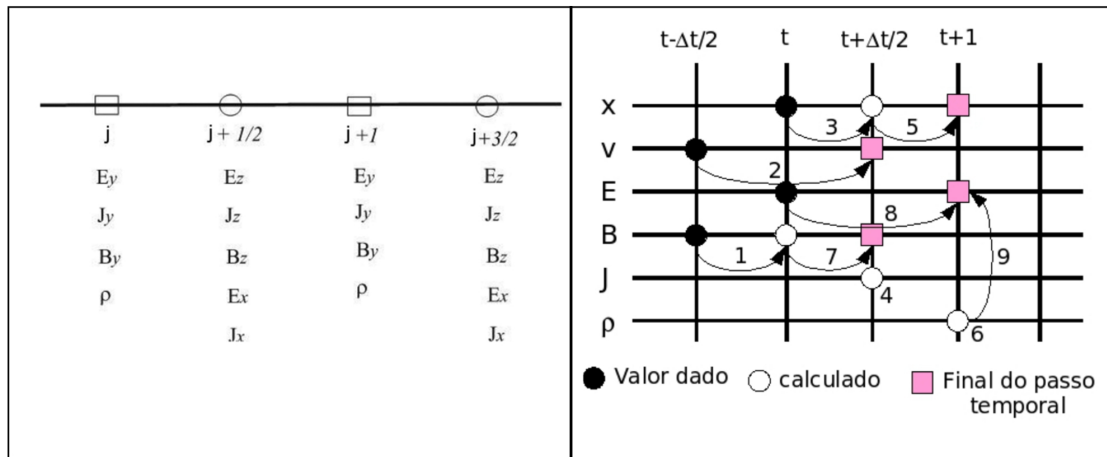 j j + 1/2 j +1 j+3/2
Ey Ez Ey Ez
Jy Jz Jy Jz
By Bz By Bz
ρ Ex ρ Ex
Jx Jx
t-Δt/2 t t+Δt/2 t+1
x
3 5
v
2
E
8
B
1 7 9
J
4
ρ
6
Valor dado calculado Final do passo
temporal